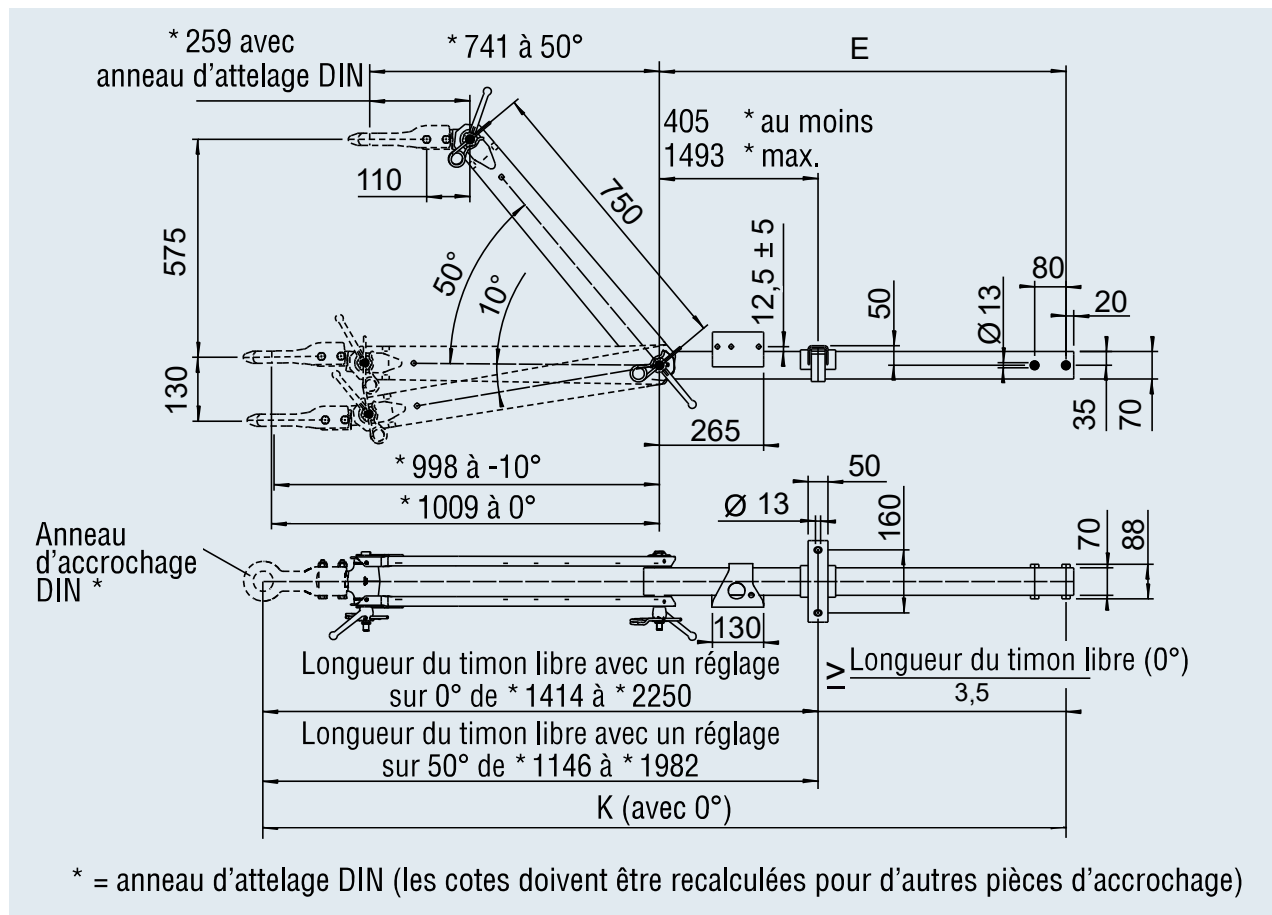 * 259 avec
anneau d'attelage DIN
* 741 à 50°
E
405 * au moins
1493 * max.
110
750
575
50°
10°
12,5 ± 5
50
Ø 13
80
20
130
265
35
70
* 998 à -10°
* 1009 à 0°
50
Ø 13
160
70
88
Anneau
d'accrochage
DIN *
130
Longueur du timon libre avec un réglage
sur 0° de * 1414 à * 2250
≥ Longueur du timon libre (0°)
3,5
Longueur du timon libre avec un réglage
sur 50° de * 1146 à * 1982
K (avec 0°)
* = anneau d'attelage DIN (les cotes doivent être recalculées pour d'autres pièces d'accrochage)